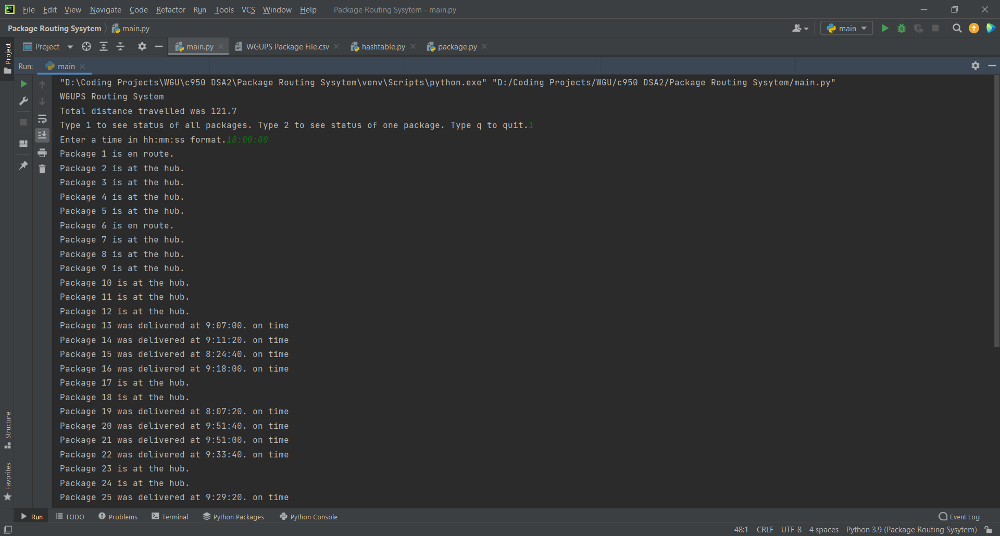 PC File Edit View Navigate Code Refactor Run Tools VCS Window Help Package Routing Sysytem - main.py
Package Routing Sysytem main.py main
Project Project main.py WGUPS Package File.csv hashtable.py package.py
Run: main
"D:\Coding Projects\WGU\c950 DSA2\Package Routing Sysytem\venv\Scripts\python.exe" "D:/Coding Projects/WGU/c950 DSA2/Package Routing Sysytem/main.py"
WGUPS Routing System
Total distance travelled was 121.7
Type 1 to see status of all packages. Type 2 to see status of one package. Type q to quit.1
Enter a time in hh:mm:ss format.10:00:00
Package 1 is en route.
Package 2 is at the hub.
Package 3 is at the hub.
Package 4 is at the hub.
Package 5 is at the hub.
Package 6 is en route.
Package 7 is at the hub.
Package 8 is at the hub.
Package 9 is at the hub.
Package 10 is at the hub.
Package 11 is at the hub.
Package 12 is at the hub.
Package 13 was delivered at 9:07:00. on time
Package 14 was delivered at 9:11:20. on time
Package 15 was delivered at 8:24:40. on time
Package 16 was delivered at 9:18:00. on time
Package 17 is at the hub.
Package 18 is at the hub.
Package 19 was delivered at 8:07:20. on time
Package 20 was delivered at 9:51:40. on time
Package 21 was delivered at 9:51:00. on time
Package 22 was delivered at 9:33:40. on time
Package 23 is at the hub.
Package 24 is at the hub.
Package 25 was delivered at 9:29:20. on time
Structure
Favorites
Run TODO Problems Terminal Python Packages Python Console Event Log
48:1 CRLF UTF-8 4 spaces Python 3.9 (Package Routing Sysytem)